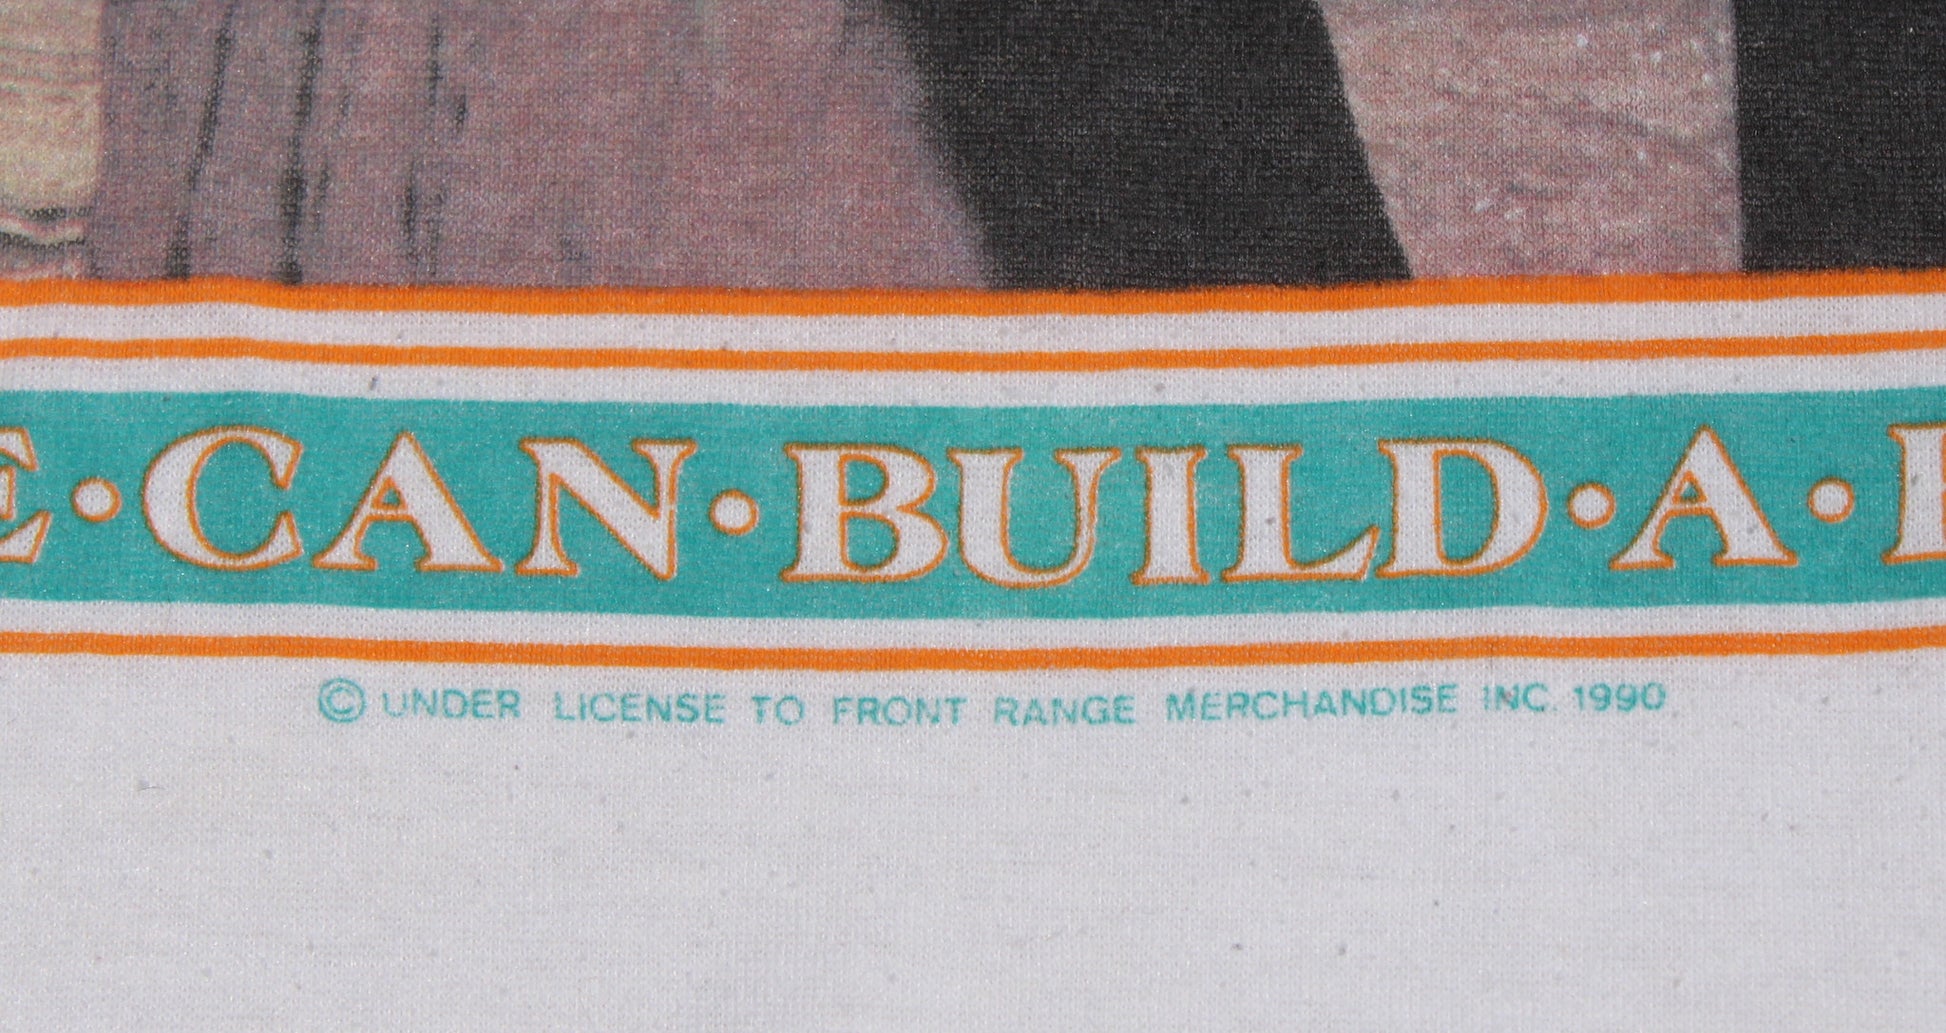 E·CAN·BUILD·A·
© UNDER LICENSE TO FRONT RANGE MERCHANDISE INC. 1990